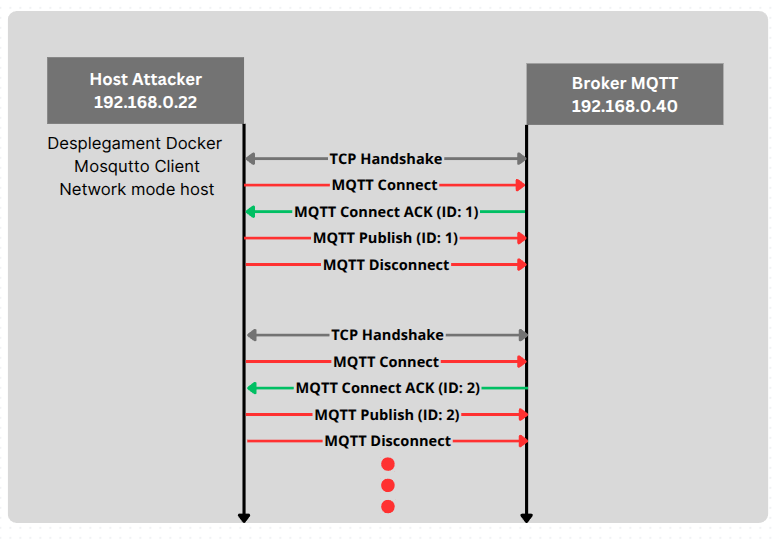 Host Attacker
192.168.0.22
Broker MQTT
192.168.0.40
Desplegament Docker
Mosqutto Client
Network mode host
TCP Handshake
MQTT Connect
MQTT Connect ACK (ID: 1)
MQTT Publish (ID: 1)
MQTT Disconnect
TCP Handshake
MQTT Connect
MQTT Connect ACK (ID: 2)
MQTT Publish (ID: 2)
MQTT Disconnect